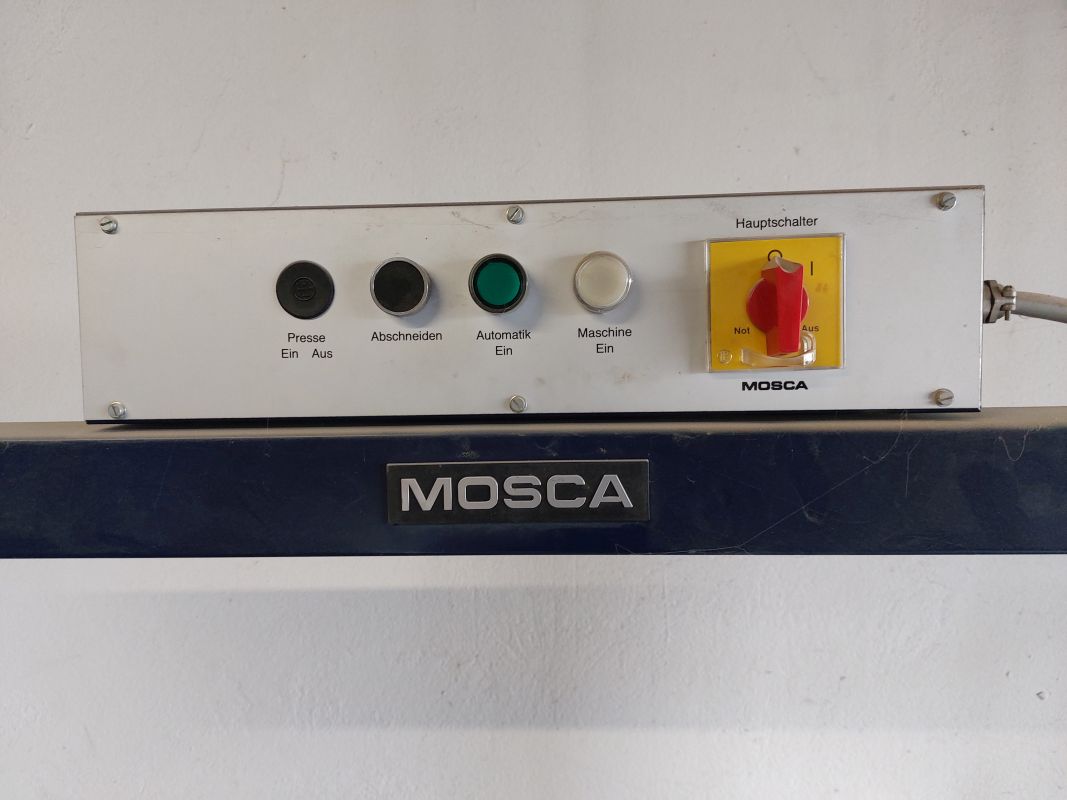 Hauptschalter
O I
Not Aus
Presse
Ein Aus
Abschneiden
Automatik
Ein
Maschine
Ein
MOSCA
MOSCA